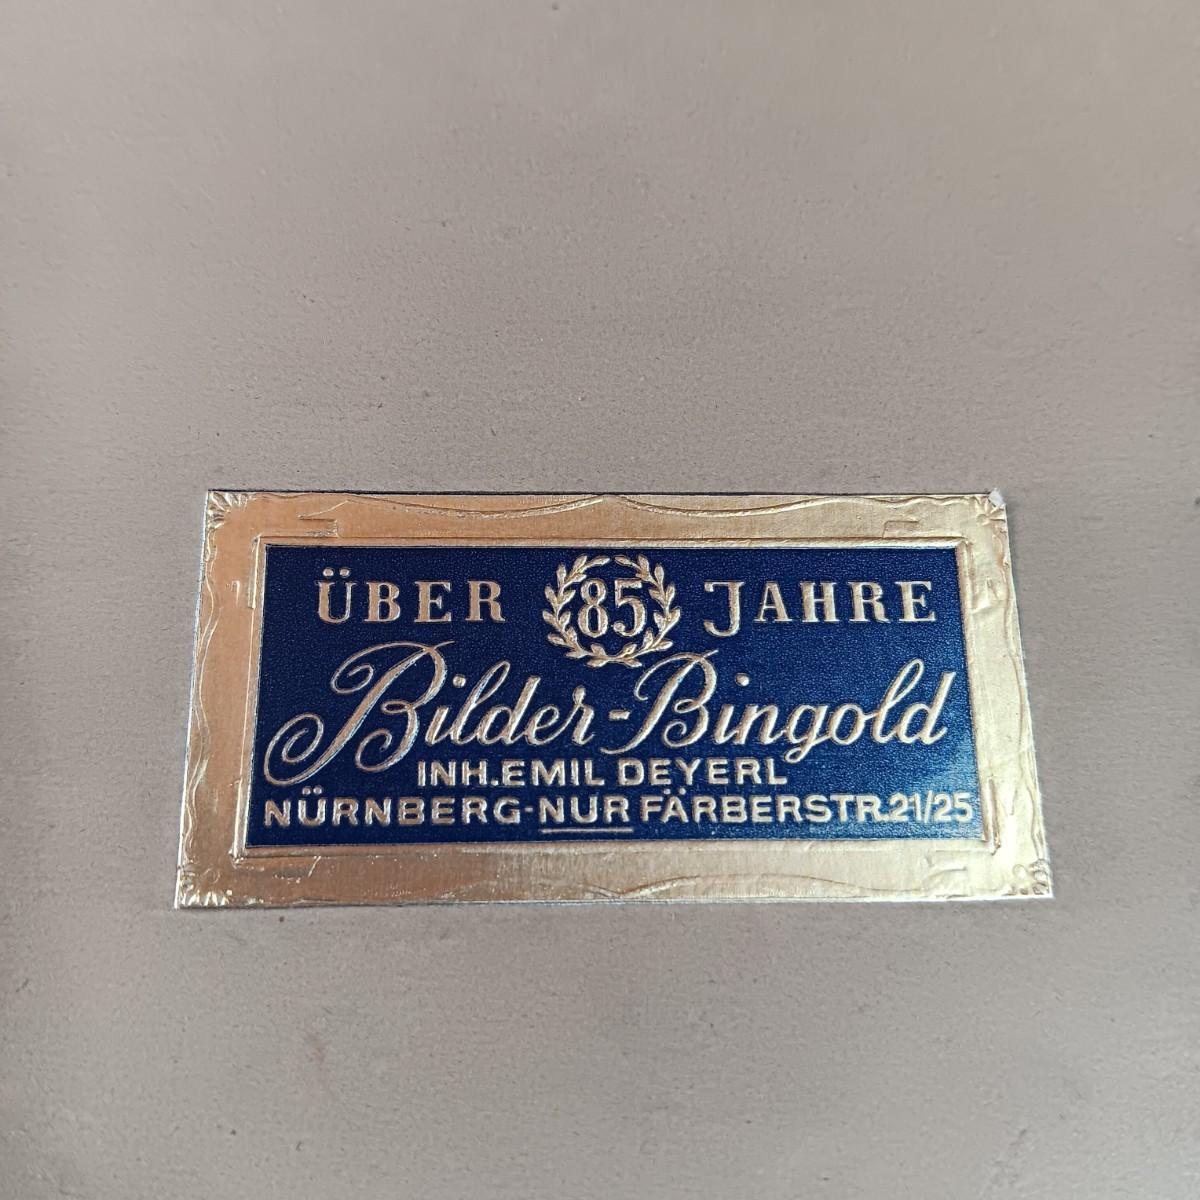 ÜBER 85 JAHRE
Bilder-Bingold
INH.EMIL DEYERL
NÜRNBERG-NUR FÄRBERSTR.21/25